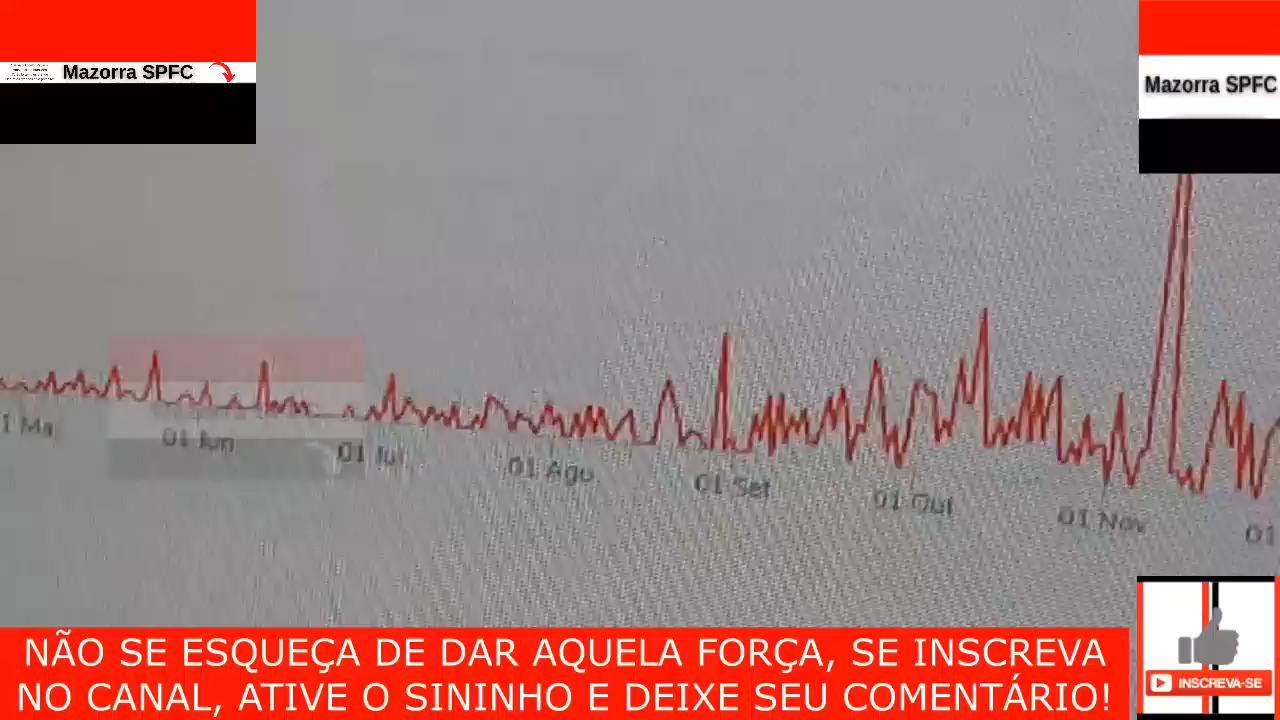 Mazorra SPFC
Mazorra SPFC
01 Jun
01 Jul
01 Ago
01 Set
01 Out
01 Nov
01
NÃO SE ESQUEÇA DE DAR AQUELA FORÇA, SE INSCREVA
NO CANAL, ATIVE O SININHO E DEIXE SEU COMENTÁRIO!
INSCREVA-SE